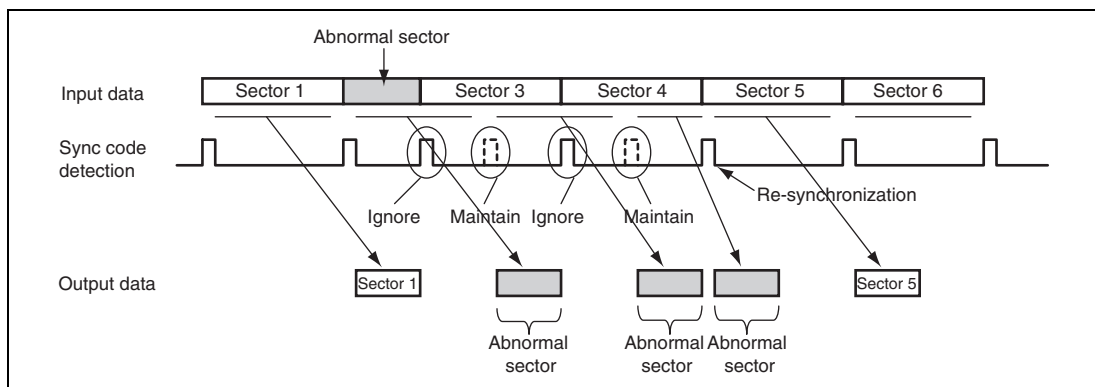 Abnormal sector
Input data
Sector 1
Sector 3
Sector 4
Sector 5
Sector 6
Sync code
detection
Ignore
Maintain
Ignore
Maintain
Re-synchronization
Output data
Sector 1
Sector 5
Abnormal
sector
Abnormal
sector
Abnormal
sector